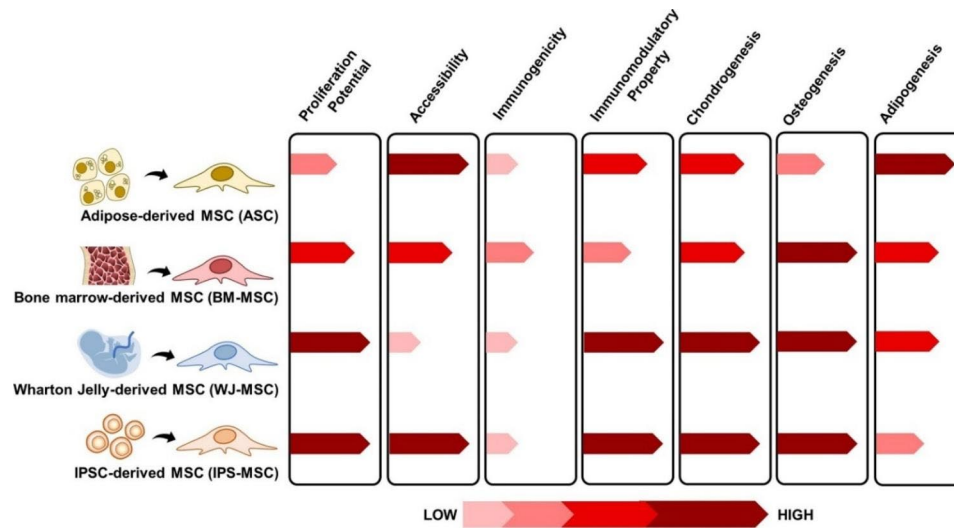 Proliferation
Potential
Accessibility
Immunogenicity
Immunomodulatory
Property
Chondrogenesis
Osteogenesis
Adipogenesis
Adipose-derived MSC (ASC)
Bone marrow-derived MSC (BM-MSC)
Wharton Jelly-derived MSC (WJ-MSC)
IPSC-derived MSC (IPS-MSC)
LOW
HIGH